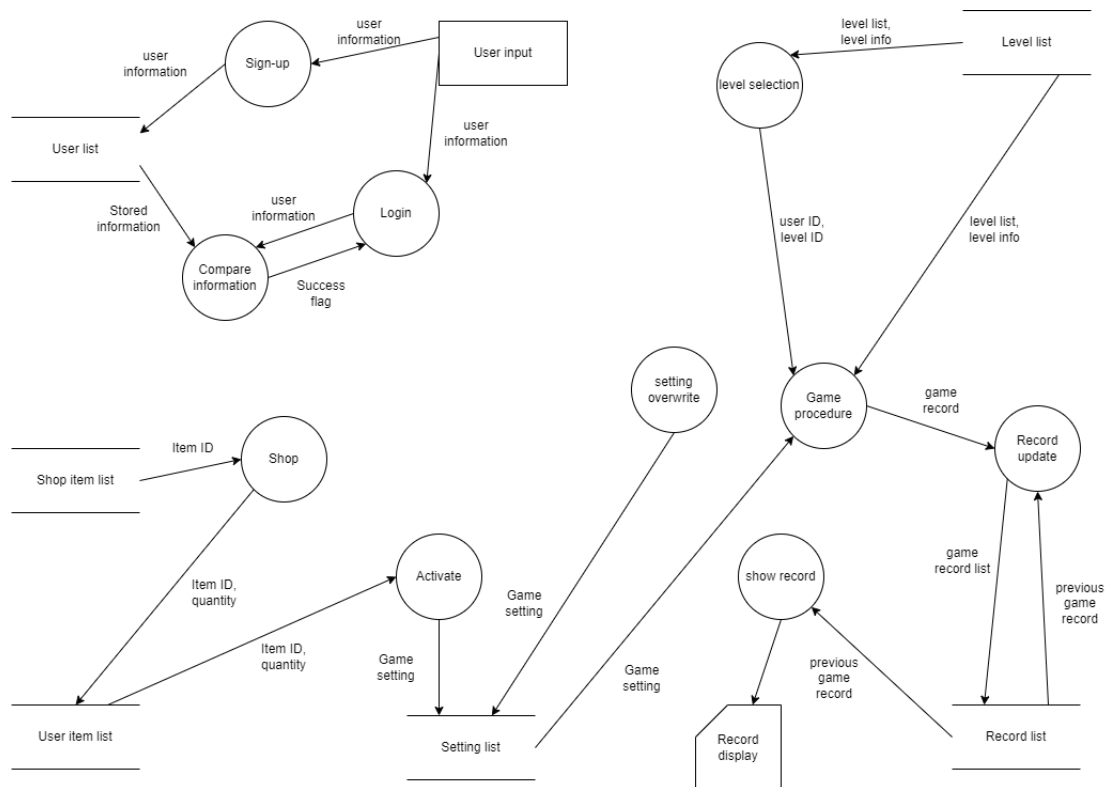 user
information
user
information
Sign-up
User input
level list,
level info
Level list
level selection
user
information
User list
Stored
information
user
information
Login
Compare
information
Success
flag
user ID,
level ID
level list,
level info
setting
overwrite
Game
procedure
game
record
Record
update
Item ID
Shop
Shop item list
Activate
Item ID,
quantity
Game
setting
show record
game
record list
previous
game
record
Item ID,
quantity
Game
setting
Game
setting
previous
game
record
User item list
Setting list
Record
display
Record list